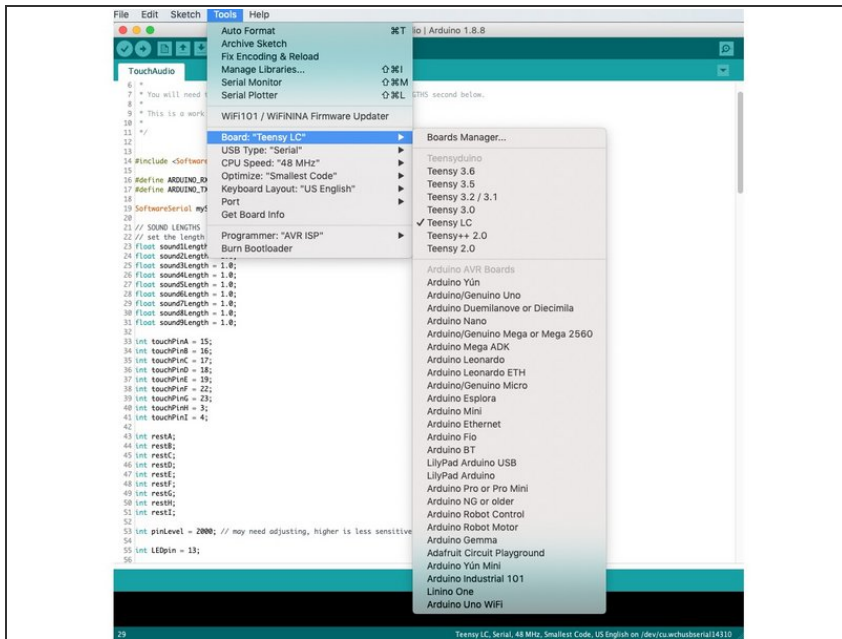 File Edit Sketch Tools Help
io | Arduino 1.8.8
Auto Format ⌘T
Archive Sketch
Fix Encoding & Reload
Manage Libraries... ⇧⌘I
Serial Monitor ⇧⌘M
Serial Plotter ⇧⌘L
WiFi101 / WiFiNINA Firmware Updater
Board: "Teensy LC"
USB Type: "Serial"
CPU Speed: "48 MHz"
Optimize: "Smallest Code"
Keyboard Layout: "US English"
Port
Get Board Info
Programmer: "AVR ISP"
Burn Bootloader
Boards Manager...
Teensyduino
Teensy 3.6
Teensy 3.5
Teensy 3.2 / 3.1
Teensy 3.0
✓ Teensy LC
Teensy++ 2.0
Teensy 2.0
Arduino AVR Boards
Arduino Yún
Arduino/Genuino Uno
Arduino Duemilanove or Diecimila
Arduino Nano
Arduino/Genuino Mega or Mega 2560
Arduino Mega ADK
Arduino Leonardo
Arduino Leonardo ETH
Arduino/Genuino Micro
Arduino Esplora
Arduino Mini
Arduino Ethernet
Arduino Fio
Arduino BT
LilyPad Arduino USB
LilyPad Arduino
Arduino Pro or Pro Mini
Arduino NG or older
Arduino Robot Control
Arduino Robot Motor
Arduino Gemma
Adafruit Circuit Playground
Arduino Yún Mini
Arduino Industrial 101
Linino One
Arduino Uno WiFi
TouchAudio
6 *
7 * You will need GTHS second below.
8 *
9 * This is a work
10 *
11 */
12
13
14 #include <Software
15
16 #define ARDUINO_RX
17 #define ARDUINO_TX
18
19 SoftwareSerial myS
20
21 // SOUND LENGTHS
22 // set the length
23 float sound1Length
24 float sound2Length
25 float sound3Length = 1.0;
26 float sound4Length = 1.0;
27 float sound5Length = 1.0;
28 float sound6Length = 1.0;
29 float sound7Length = 1.0;
30 float sound8Length = 1.0;
31 float sound9Length = 1.0;
32
33 int touchPinA = 15;
34 int touchPinB = 16;
35 int touchPinC = 17;
36 int touchPinD = 18;
37 int touchPinE = 19;
38 int touchPinF = 22;
39 int touchPinG = 23;
40 int touchPinH = 3;
41 int touchPinI = 4;
42
43 int restA;
44 int restB;
45 int restC;
46 int restD;
47 int restE;
48 int restF;
49 int restG;
50 int restH;
51 int restI;
52
53 int pinLevel = 2000; // may need adjusting, higher is less sensitive
54
55 int LEDpin = 13;
56
29 Teensy LC, Serial, 48 MHz, Smallest Code, US English on /dev/cu.wchusbserial14310